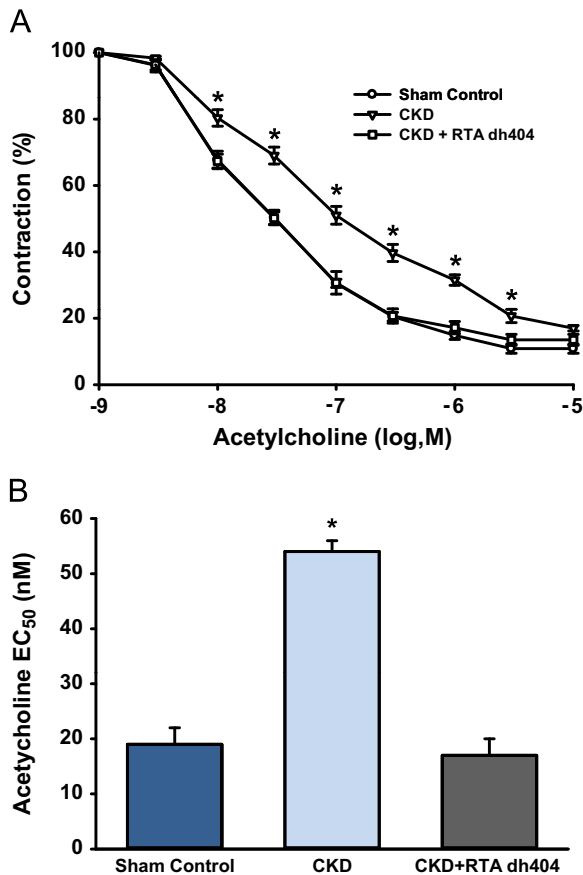 A
100
80
60
40
20
0
Contraction (%)
* * * * * *
Sham Control
CKD
CKD + RTA dh404
-9 -8 -7 -6 -5
Acetylcholine (log,M)
B
60
50
40
30
20
10
0
Acetycholine EC50 (nM)
*
Sham Control CKD CKD+RTA dh404